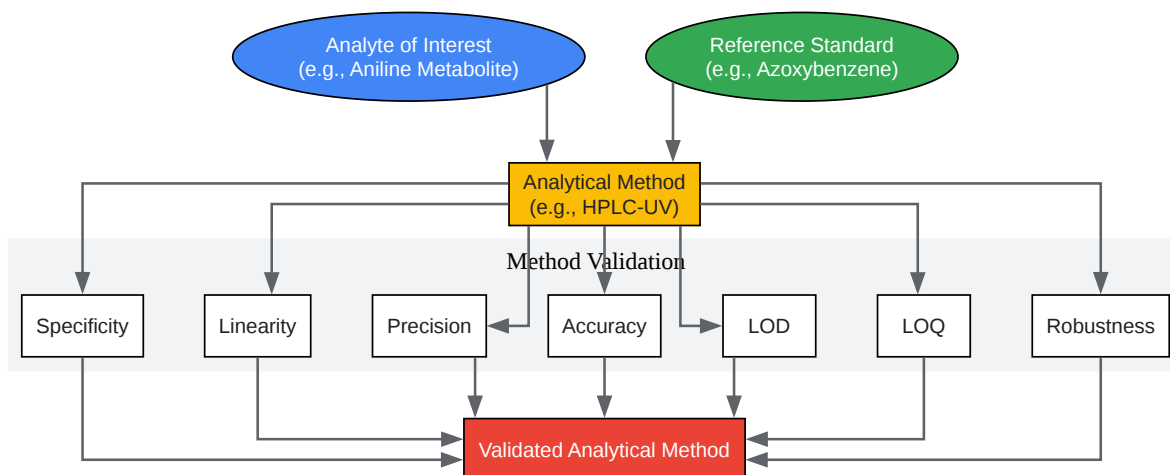 Analyte of Interest
(e.g., Aniline Metabolite)
Reference Standard
(e.g., Azoxybenzene)
Analytical Method
(e.g., HPLC-UV)
Method Validation
Specificity
Linearity
Precision
Accuracy
LOD
LOQ
Robustness
Validated Analytical Method